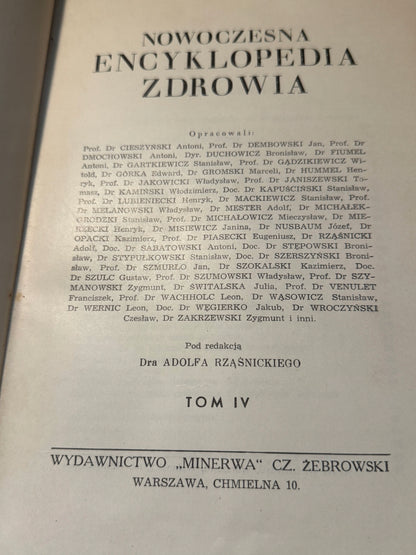 NOWOCZESNA
ENCYKLOPEDIA
ZDROWIA
Opracowali:
Prof. Dr CIESZYŃSKI Antoni, Prof. Dr DEMBOWSKI Jan, Prof. Dr
DMOCHOWSKI Antoni, Dyr. DUCHOWICZ Bronisław, Dr FIUMEL
Antoni, Dr GARTKIEWICZ Stanisław, Prof. Dr GĄDZIKIEWICZ Wi-
told, Dr GÓRKA Edward, Dr GROMSKI Marceli, Dr HUMMEL Hen-
ryk, Prof. Dr JAKOWICKI Władysław, Prof. Dr JANISZEWSKI To-
masz, Dr KAMIŃSKI Włodzimierz, Doc. Dr KAPUŚCIŃSKI Stanisław,
Prof. Dr LUBIENIECKI Henryk, Dr MACKIEWICZ Stanisław, Prof.
Dr MELANOWSKI Władysław, Dr MESTER Adolf, Dr MICHAŁEK-
GRODZKI Stanisław, Prof. Dr MICHAŁOWICZ Mieczysław, Dr MIE-
RZECKI Henryk, Dr MISIEWICZ Janina, Dr NUSBAUM Józef, Dr
OPACKI Kazimierz, Prof. Dr PIASECKI Eugeniusz, Dr RZĄŚNICKI
Adolf, Doc. Dr SABATOWSKI Antoni, Doc. Dr STĘPOWSKI Broni-
sław, Dr STYPUŁKOWSKI Stefan, Doc. Dr SZERSZYŃSKI Broni-
sław, Prof. Dr SZMURŁO Jan, Dr SZOKALSKI Kazimierz, Doc.
Dr SZULC Gustaw, Prof. Dr SZUMOWSKI Władysław, Prof. Dr SZY-
MANOWSKI Zygmunt, Dr ŚWITALSKA Julia, Prof. Dr VENULET
Franciszek, Prof. Dr WACHHOLC Leon, Dr WĄSOWICZ Stanisław,
Dr WERNIC Leon, Doc. Dr WĘGIERKO Jakub, Dr WROCZYŃSKI
Czesław, Dr ZAKRZEWSKI Zygmunt i inni.
Pod redakcją
Dra ADOLFA RZĄŚNICKIEGO
TOM IV
WYDAWNICTWO „MINERWA" CZ. ŻEBROWSKI
WARSZAWA, CHMIELNA 10.